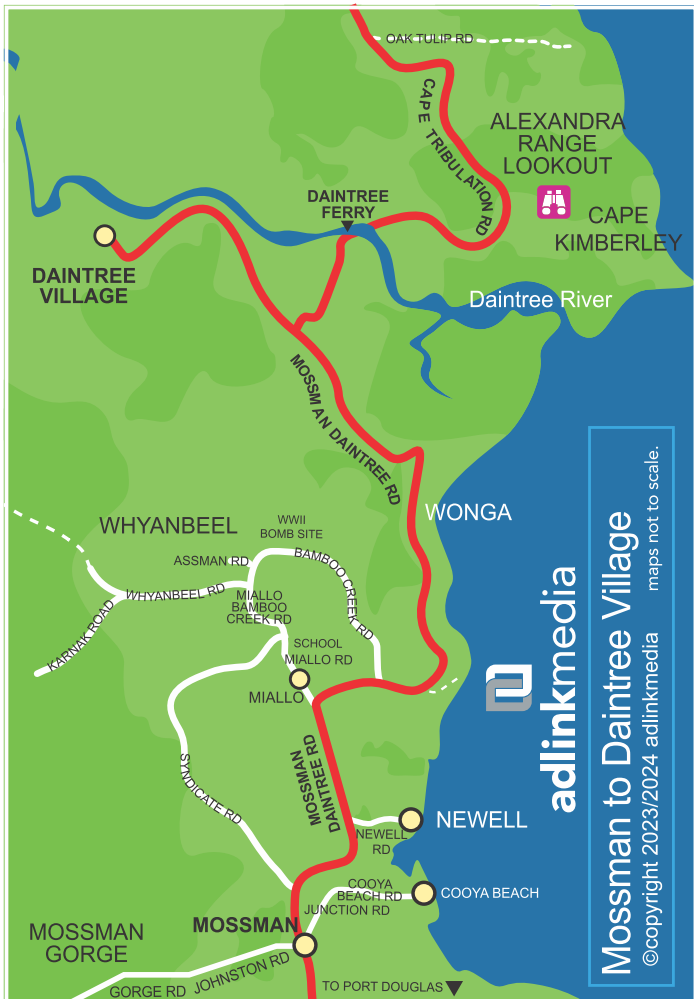 OAK TULIP RD
CAPE TRIBULATION RD
ALEXANDRA
RANGE
LOOKOUT
DAINTREE
FERRY
CAPE
KIMBERLEY
DAINTREE
VILLAGE
Daintree River
MOSSMAN DAINTREE RD
WONGA
WHYANBEEL
WWII
BOMB SITE
ASSMAN RD
BAMBOO CREEK RD
WHYANBEEL RD
MIALLO
BAMBOO
CREEK RD
KARNAK ROAD
SCHOOL
MIALLO RD
MIALLO
MOSSMAN
DAINTREE RD
SYNDICATE RD
NEWELL
NEWELL
RD
COOYA
BEACH RD
COOYA BEACH
JUNCTION RD
MOSSMAN
MOSSMAN
GORGE
JOHNSTON RD
GORGE RD
TO PORT DOUGLAS
adlinkmedia
Mossman to Daintree Village
©copyright 2023/2024 adlinkmedia maps not to scale.